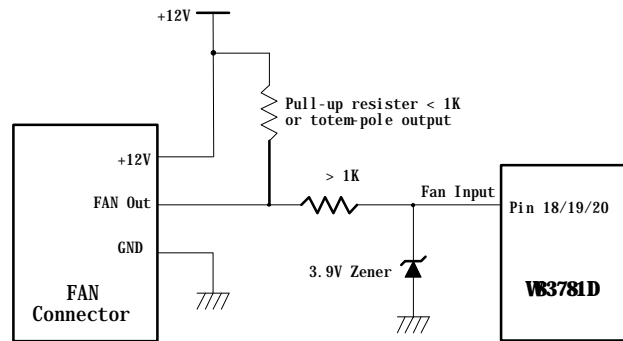 +12V
Pull-up resister < 1K
or totem-pole output
+12V
> 1K
FAN Out
Fan Input
Pin 18/19/20
GND
3.9V Zener
FAN
Connector
W83781D